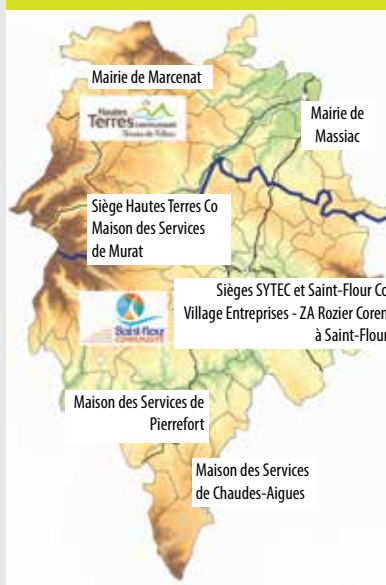 Mairie de Marcenat
Hautes
Terres COMMUNAUTÉ
Mairie de
Massiac
Siège Hautes Terres Co
Maison des Services
de Murat
Sièges SYTEC et Saint-Flour Co
Village Entreprises - ZA Rozier Coren
à Saint-Flour
Saint-Flour
COMMUNAUTÉ
Maison des Services de
Pierrefort
Maison des Services
de Chaudes-Aigues